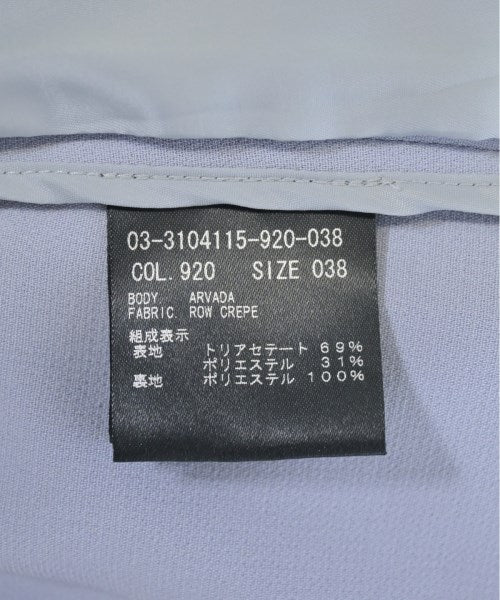 03-3104115-920-038
COL. 920 SIZE 038
BODY ARVADA
FABRIC ROW CREPE
組成表示
表地 トリアセテート 69%
ポリエステル 31%
裏地 ポリエステル 100%